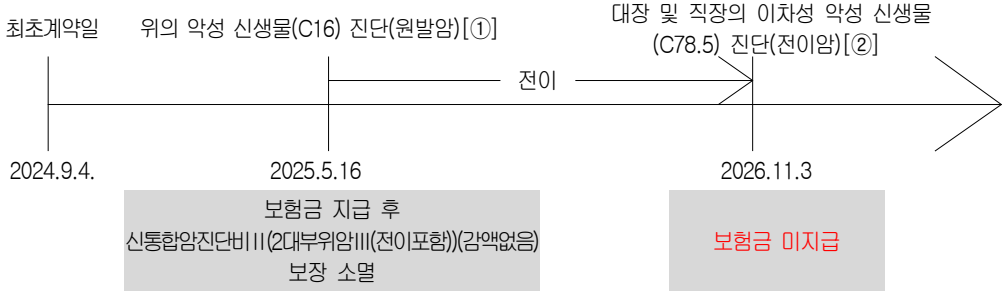 최초계약일
위의 악성 신생물(C16) 진단(원발암)[①]
대장 및 직장의 이차성 악성 신생물
(C78.5) 진단(전이암)[②]
전이
2024.9.4.
2025.5.16
2026.11.3
보험금 지급 후
신통합암진단비II(2대부위암III(전이포함))(감액없음)
보장 소멸
보험금 미지급